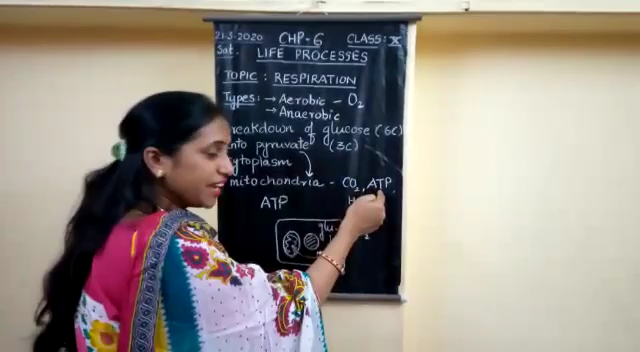 21-3-2020 CHP-6 CLASS: X
Sat. LIFE PROCESSES
TOPIC : RESPIRATION
Types: → Aerobic - O₂
→ Anaerobic
reakdown of glucose (6C)
nto pyruvate (3C)
ytoplasm
mitochondria - CO₂, ATP
ATP H
glu